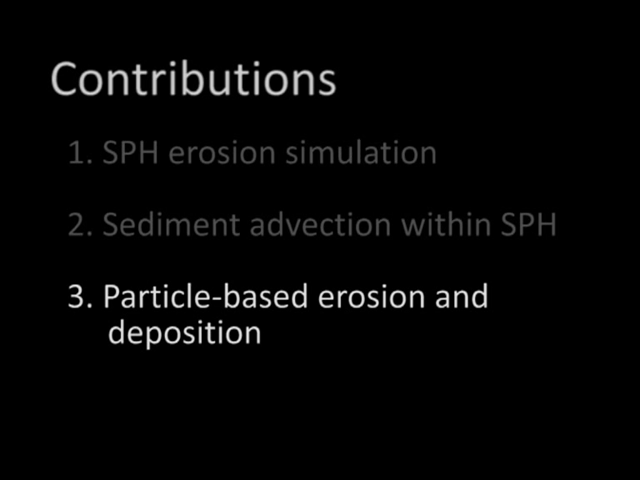 Contributions
1. SPH erosion simulation
2. Sediment advection within SPH
3. Particle-based erosion and
deposition